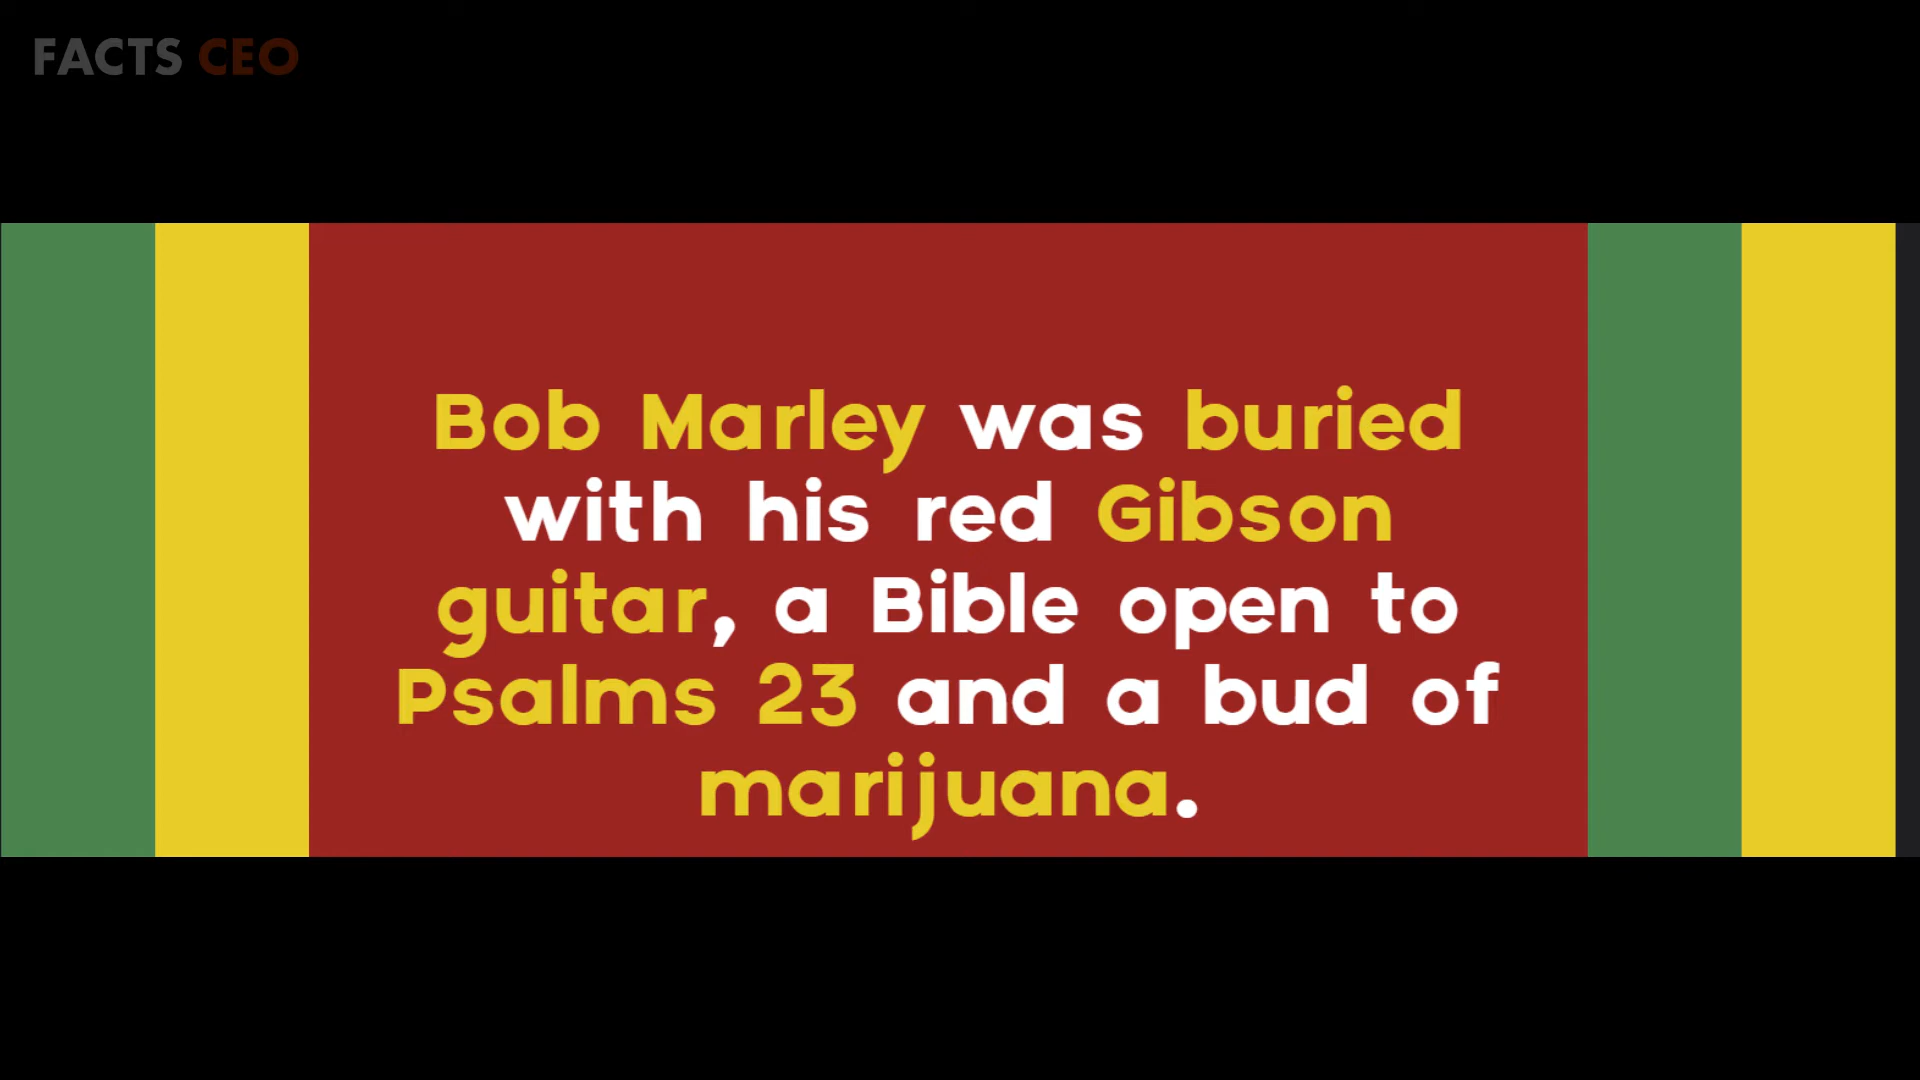 FACTS CEO
Bob Marley was buried
with his red Gibson
guitar, a Bible open to
Psalms 23 and a bud of
marijuana.